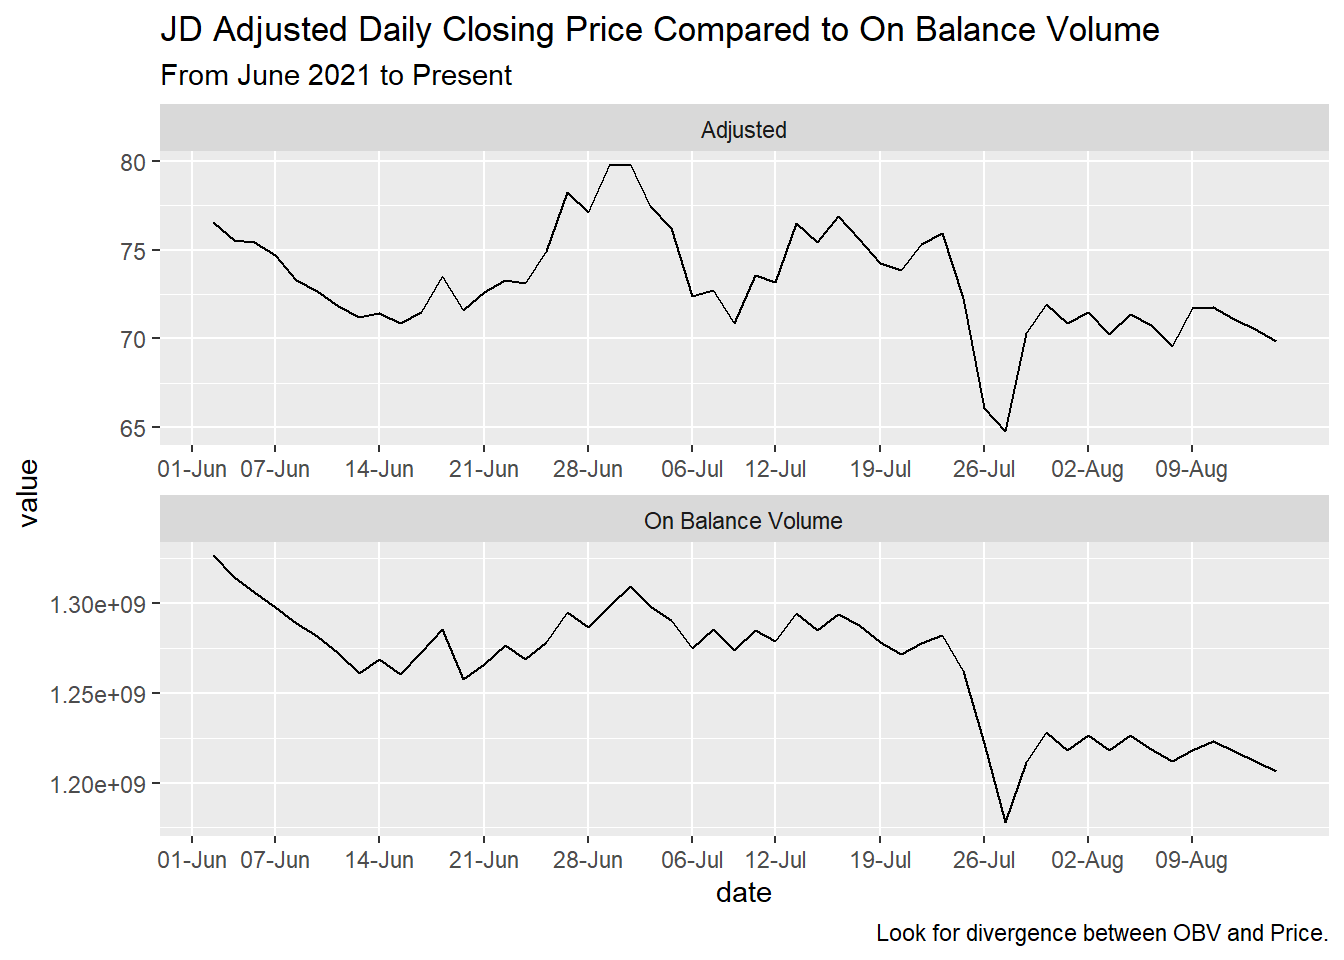 JD Adjusted Daily Closing Price Compared to On Balance Volume
From June 2021 to Present
Adjusted
80
75
70
65
01-Jun 07-Jun 14-Jun 21-Jun 28-Jun 06-Jul 12-Jul 19-Jul 26-Jul 02-Aug 09-Aug
value
On Balance Volume
1.30e+09
1.25e+09
1.20e+09
01-Jun 07-Jun 14-Jun 21-Jun 28-Jun 06-Jul 12-Jul 19-Jul 26-Jul 02-Aug 09-Aug
date
Look for divergence between OBV and Price.